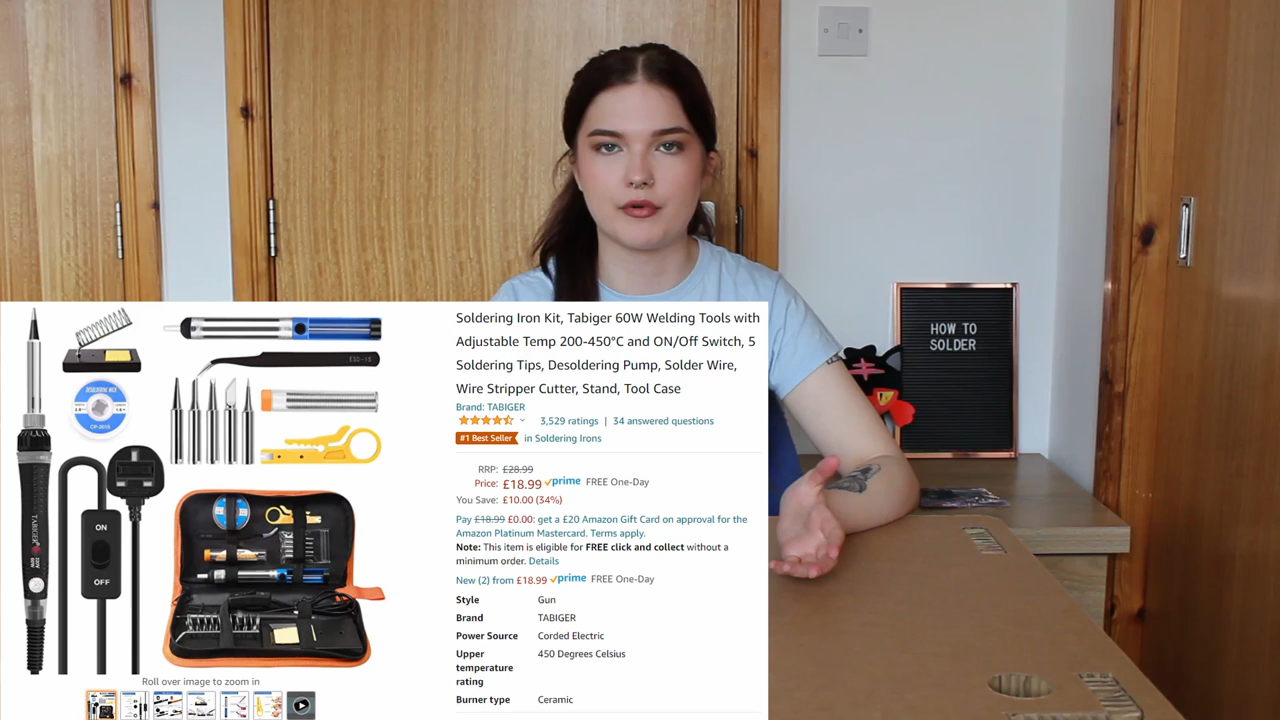 HOW TO
SOLDER
Soldering Iron Kit, Tabiger 60W Welding Tools with
Adjustable Temp 200-450°C and ON/Off Switch, 5
Soldering Tips, Desoldering Pump, Solder Wire,
Wire Stripper Cutter, Stand, Tool Case
Brand: TABIGER
3,529 ratings | 34 answered questions
#1 Best Seller in Soldering Irons
RRP: £28.99
Price: £18.99 prime FREE One-Day
You Save: £10.00 (34%)
Pay £18.99 £0.00: get a £20 Amazon Gift Card on approval for the
Amazon Platinum Mastercard. Terms apply.
Note: This item is eligible for FREE click and collect without a
minimum order. Details
New (2) from £18.99 prime FREE One-Day
Style Gun
Brand TABIGER
Power Source Corded Electric
Upper temperature rating 450 Degrees Celsius
Burner type Ceramic
DESOLDERING WICK
CP-2015
ESD-15
TABIGER
ON
OFF
Roll over image to zoom in